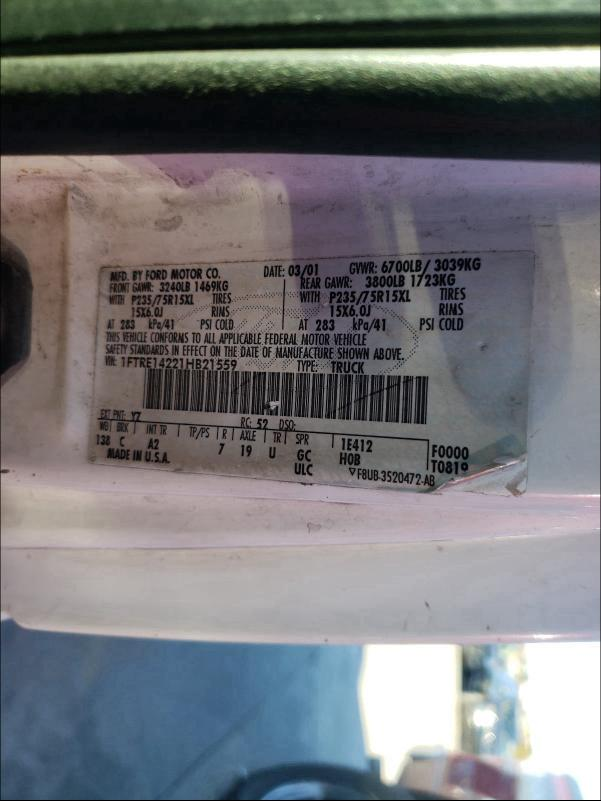 MFD. BY FORD MOTOR CO. DATE: 03/01 GVWR: 6700LB/ 3039KG
FRONT GAWR: 3240LB 1469KG REAR GAWR: 3800LB 1723KG
WITH P235/75R15XL TIRES WITH P235/75R15XL TIRES
15X6.0J RIMS 15X6.0J RIMS
AT 283 kPa/41 PSI COLD AT 283 kPa/41 PSI COLD
THIS VEHICLE CONFORMS TO ALL APPLICABLE FEDERAL MOTOR VEHICLE
SAFETY STANDARDS IN EFFECT ON THE DATE OF MANUFACTURE SHOWN ABOVE.
VIN: 1FTRE14221HB21559 TYPE: TRUCK
EXT PNT: YZ RC: 52 DSO:
WB BRK INT TR TP/PS R AXLE TR SPR 1E412 F0000
138 C A2 7 19 U GC H0B T0819
MADE IN U.S.A. ULC ▽F8UB-3520472-AB